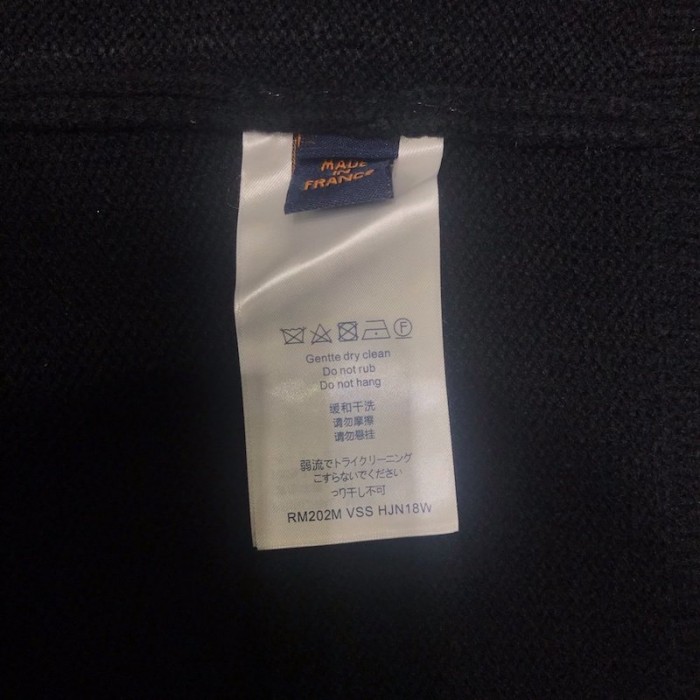 MADE
IN
FRANCE
F
Gentte dry clean
Do not rub
Do not hang
缓和干洗
请勿摩擦
请勿悬挂
弱流でトライクリーニング
こすらないでください
っり干し不可
RM202M VSS HJN18W